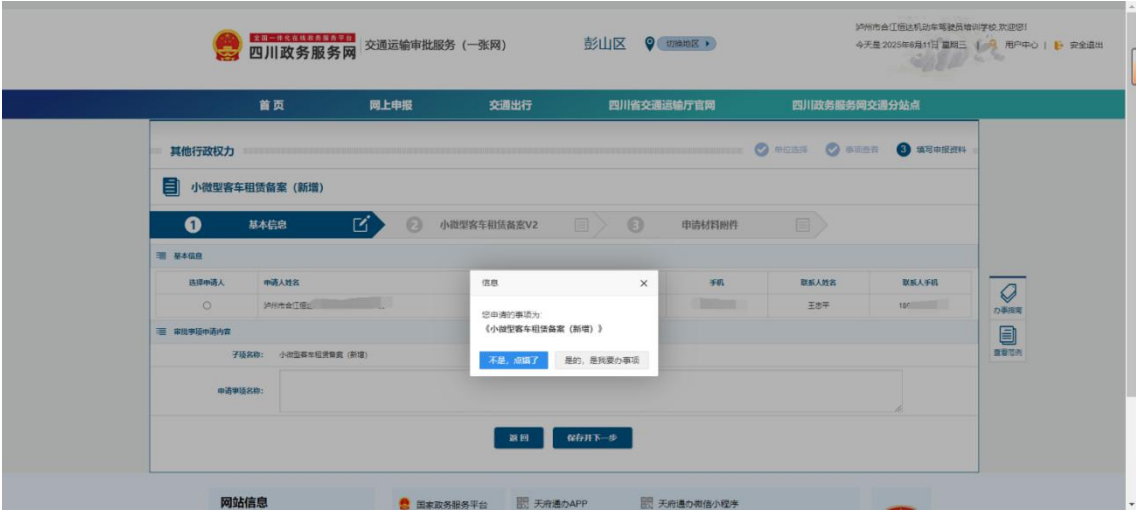 泸州市合江恒达机动车驾驶员培训学校,欢迎您!
全国一体化在线政务服务平台
四川政务服务网
交通运输审批服务（一张网）
彭山区
切换地区
今天是 2025年6月11日 星期三
用户中心 | 安全退出
首 页
网上申报
交通出行
四川省交通运输厅官网
四川政务服务网交通分站点
其他行政权力
单位选择
事项查询
3 填写申报资料
小微型客车租赁备案（新增）
1 基本信息
2 小微型客车租赁备案V2
3 申请材料附件
基本信息
选择申请人
申请人姓名
手机
联系人姓名
联系人手机
泸州市合江恒
王忠平
审批事项申请内容
子项名称： 小微型客车租赁备案（新增）
申请事项名称：
信息
您申请的事项为:
《小微型客车租赁备案（新增）》
不是，点错了
是的，是我要办事项
返 回
保存并下一步
办事指南
查看范例
网站信息
国家政务服务平台
天府通办APP
天府通办微信小程序